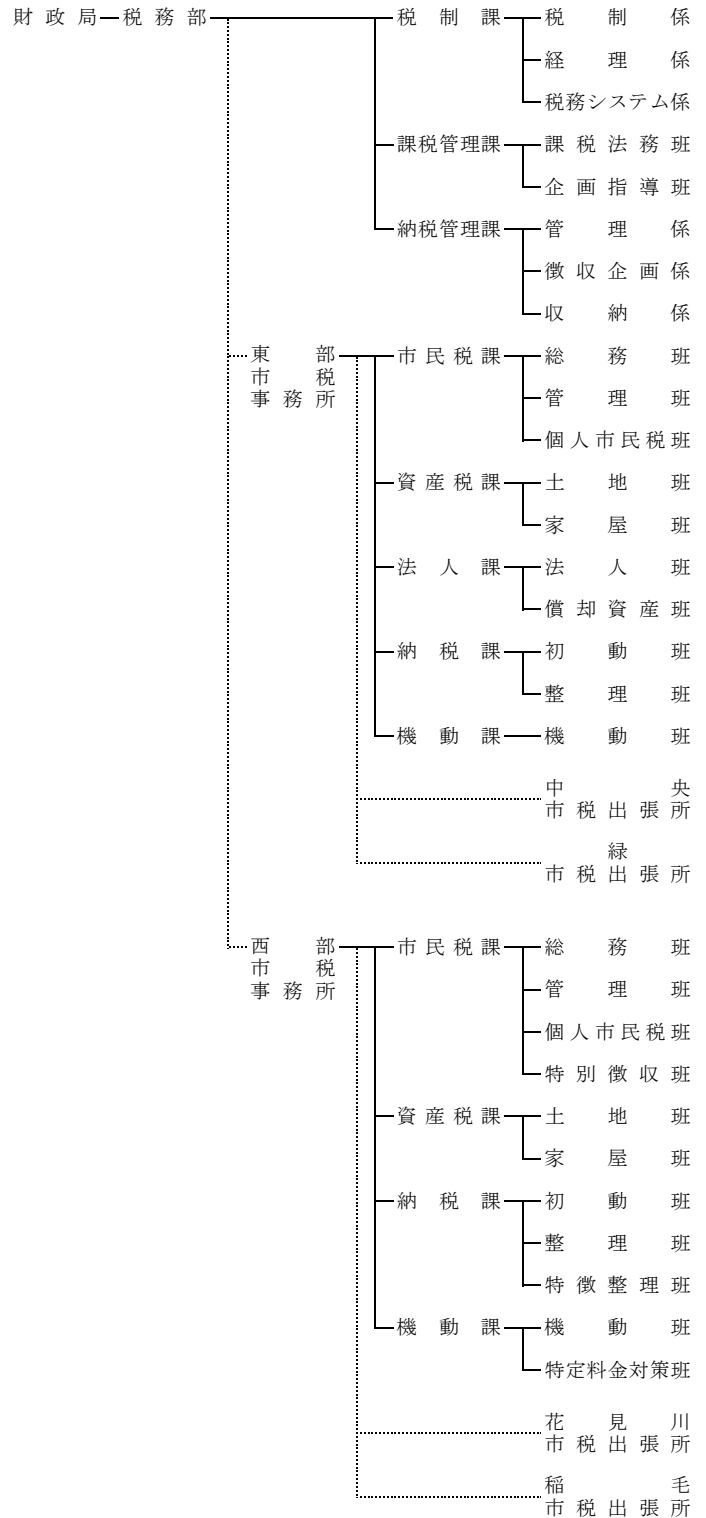 財政局 税務部 税制課 税制係
経理係
税務システム係
課税管理課 課税法務班
企画指導班
納税管理課 管理係
徴収企画係
収納係
東部市税事務所 市民税課 総務班
管理班
個人市民税班
資産税課 土地班
家屋班
法人課 法人班
償却資産班
納税課 初動班
整理班
機動課 機動班
中央
市税出張所
緑
市税出張所
西部市税事務所 市民税課 総務班
管理班
個人市民税班
特別徴収班
資産税課 土地班
家屋班
納税課 初動班
整理班
特徴整理班
機動課 機動班
特定料金対策班
花見川
市税出張所
稲毛
市税出張所